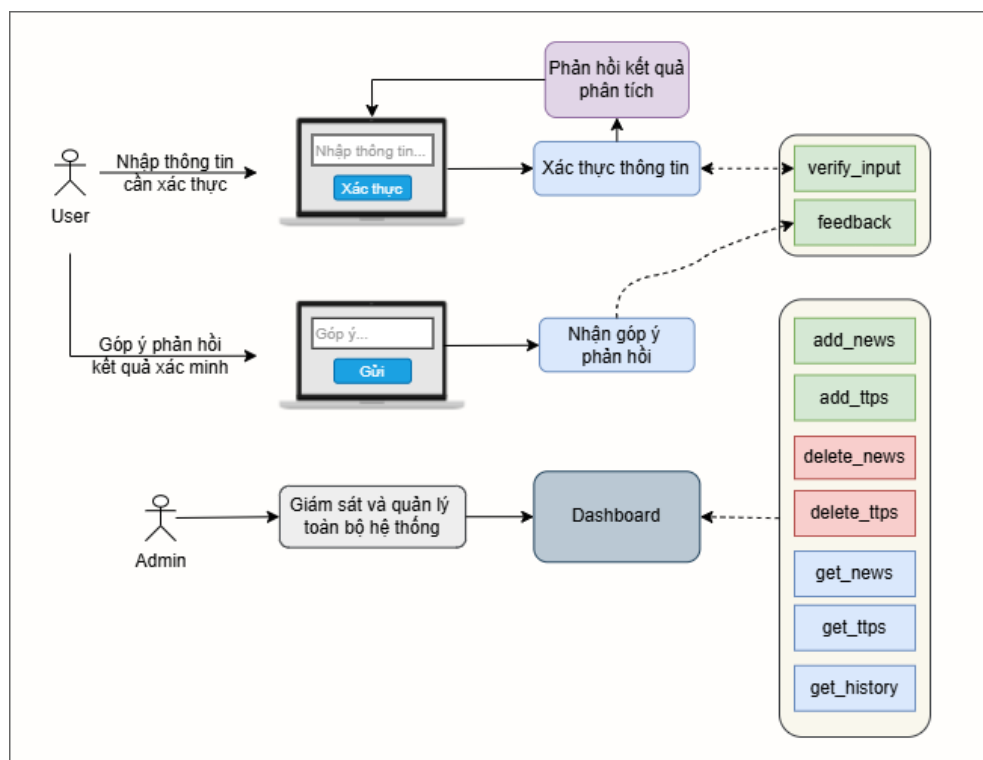 Phản hồi kết quả
phân tích
Nhập thông tin
cần xác thực
User
Nhập thông tin...
Xác thực
Xác thực thông tin
verify_input
feedback
Góp ý phản hồi
kết quả xác minh
Góp ý...
Gửi
Nhận góp ý
phản hồi
add_news
add_ttps
delete_news
delete_ttps
get_news
get_ttps
get_history
Admin
Giám sát và quản lý
toàn bộ hệ thống
Dashboard